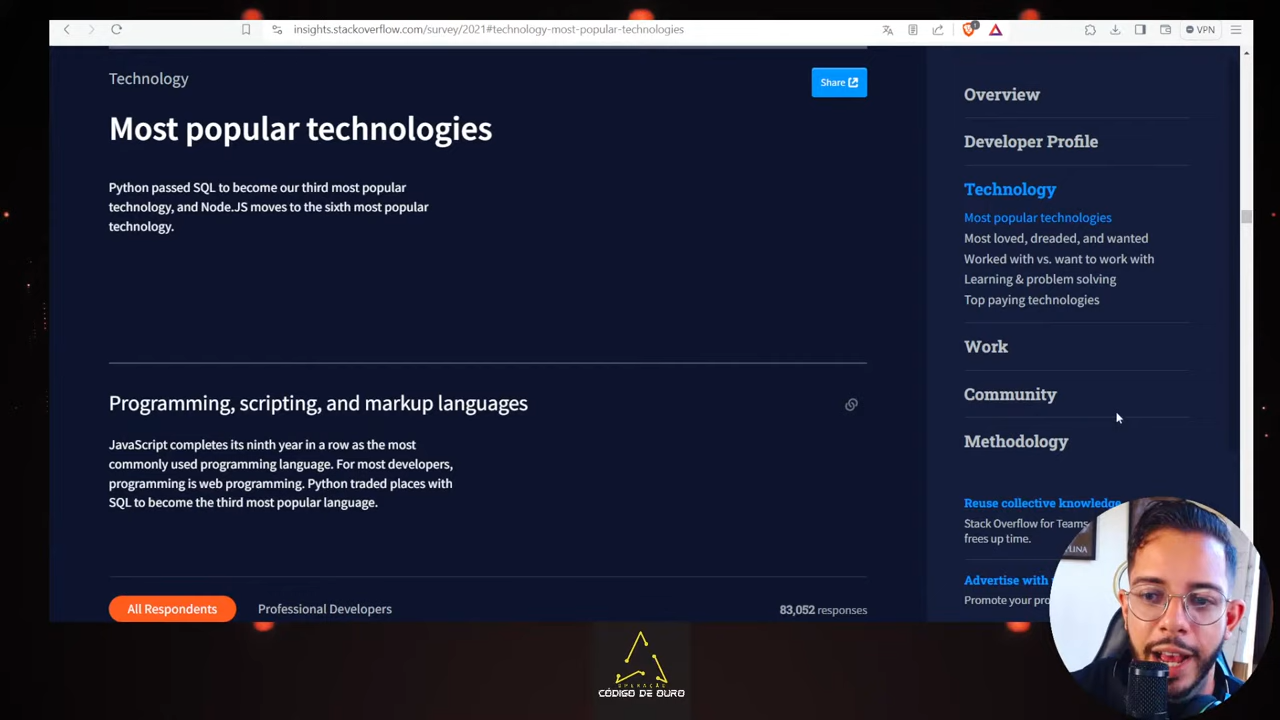 insights.stackoverflow.com/survey/2021#technology-most-popular-technologies
VPN
Technology
Share
Most popular technologies
Python passed SQL to become our third most popular
technology, and Node.JS moves to the sixth most popular
technology.
Programming, scripting, and markup languages
JavaScript completes its ninth year in a row as the most
commonly used programming language. For most developers,
programming is web programming. Python traded places with
SQL to become the third most popular language.
All Respondents
Professional Developers
83,052 responses
Overview
Developer Profile
Technology
Most popular technologies
Most loved, dreaded, and wanted
Worked with vs. want to work with
Learning & problem solving
Top paying technologies
Work
Community
Methodology
Reuse collective knowledge
Stack Overflow for Teams
frees up time.
Advertise with
Promote your
OPERAÇÃO
CÓDIGO DE OURO